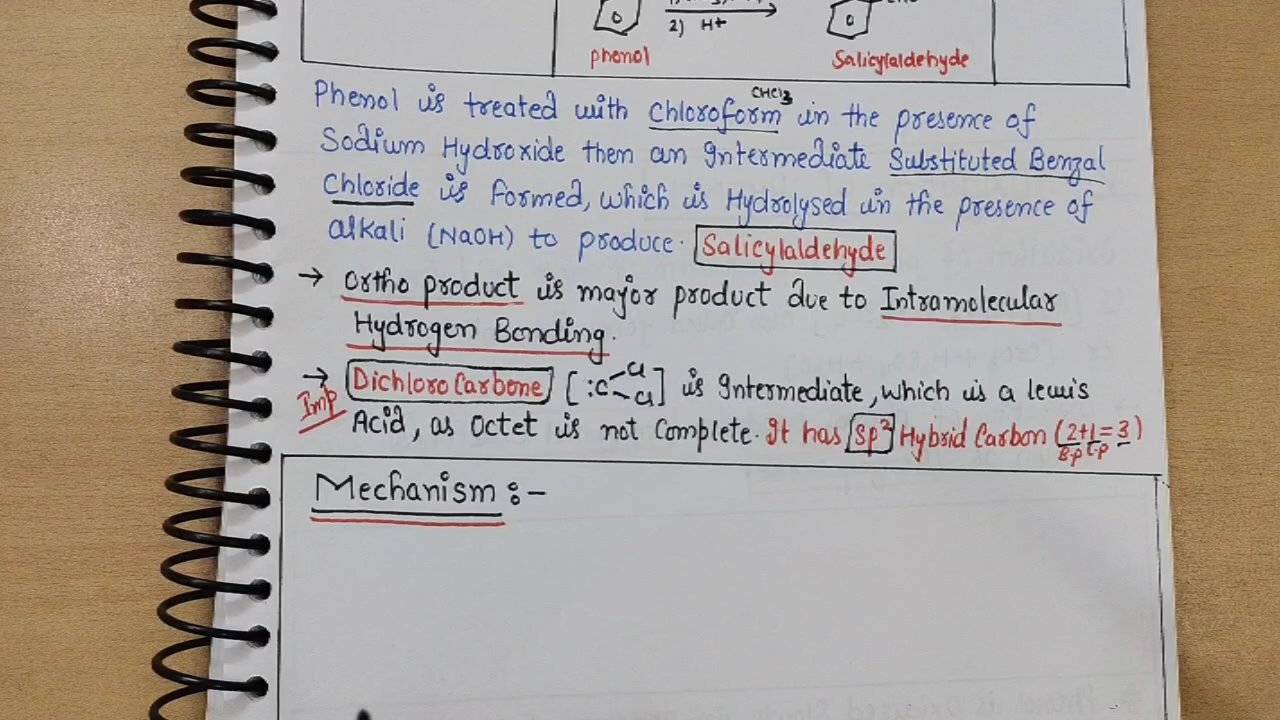 2) H+
phenol
Salicylaldehyde
CHCl3
Phenol is treated with Chloroform in the presence of
Sodium Hydroxide then an Intermediate Substituted Benzal
Chloride is formed, which is Hydrolysed in the presence of
alkali (NaOH) to produce Salicylaldehyde
→ Ortho product is major product due to Intramolecular
Hydrogen Bonding.
→ Dichloro Carbene [:C Cl Cl] is Intermediate, which is a lewis
Imp
Acid, as Octet is not Complete. It has Sp² Hybrid Carbon (2+1=3)
B.p L.p
Mechanism :-